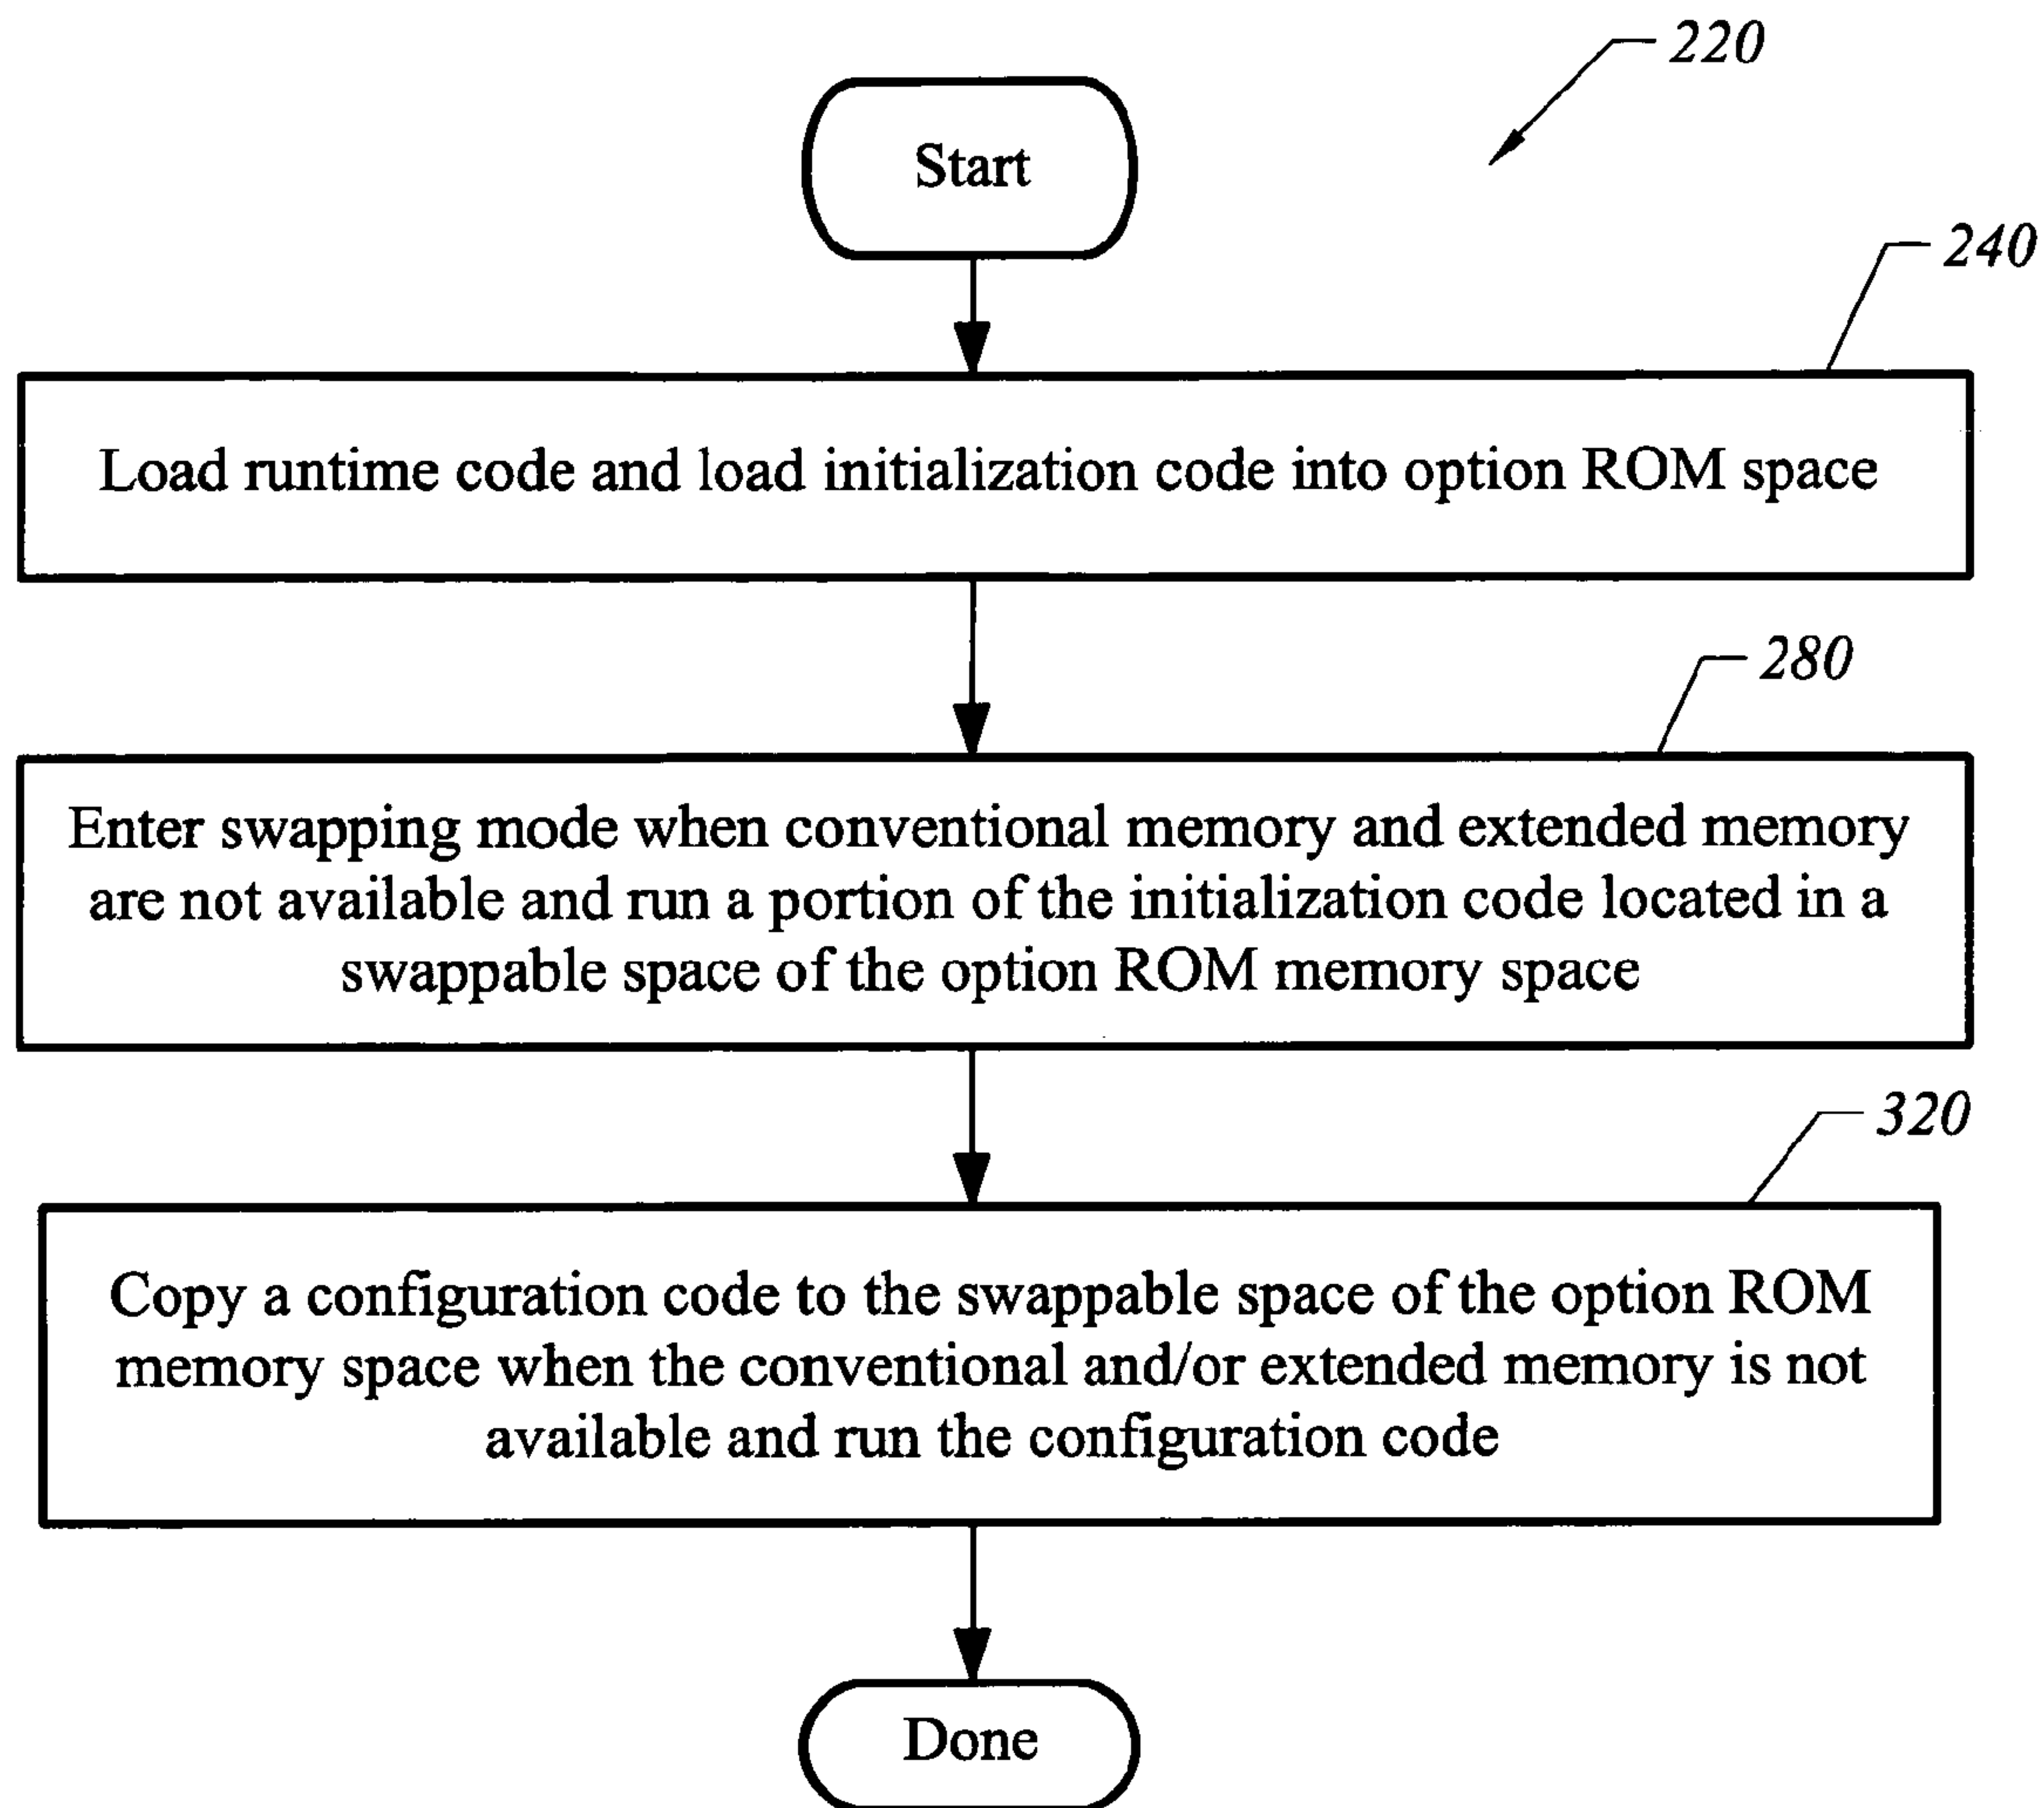 220
Start
240
Load runtime code and load initialization code into option ROM space
280
Enter swapping mode when conventional memory and extended memory
are not available and run a portion of the initialization code located in a
swappable space of the option ROM memory space
320
Copy a configuration code to the swappable space of the option ROM
memory space when the conventional and/or extended memory is not
available and run the configuration code
Done